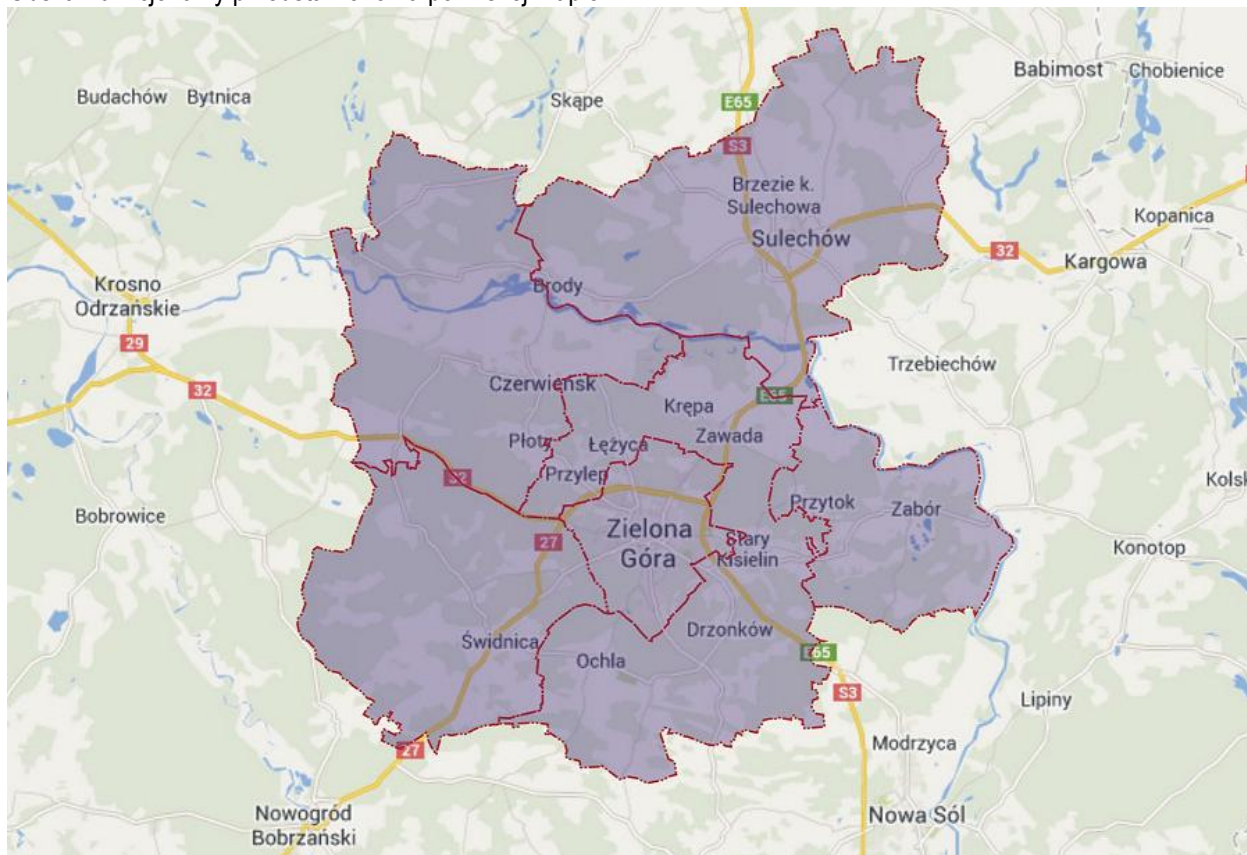 Babimost
Chobienice
Budachów
Bytnica
Skąpe
E65
S3
Brzezie k.
Sulechowa
Kopanica
Sulechów
32
Kargowa
Krosno
Odrzańskie
Brody
29
Trzebiechów
Czerwieńsk
32
E65
Krępa
Płoty
Łężyca
Zawada
32
Przylep
Przytok
Zabór
Kolsk
Bobrowice
27
Zielona
Góra
Stary
Kisielin
Konotop
Świdnica
Drzonków
Ochla
E65
S3
Lipiny
27
Modrzyca
Nowogród
Bobrzański
Nowa Sól